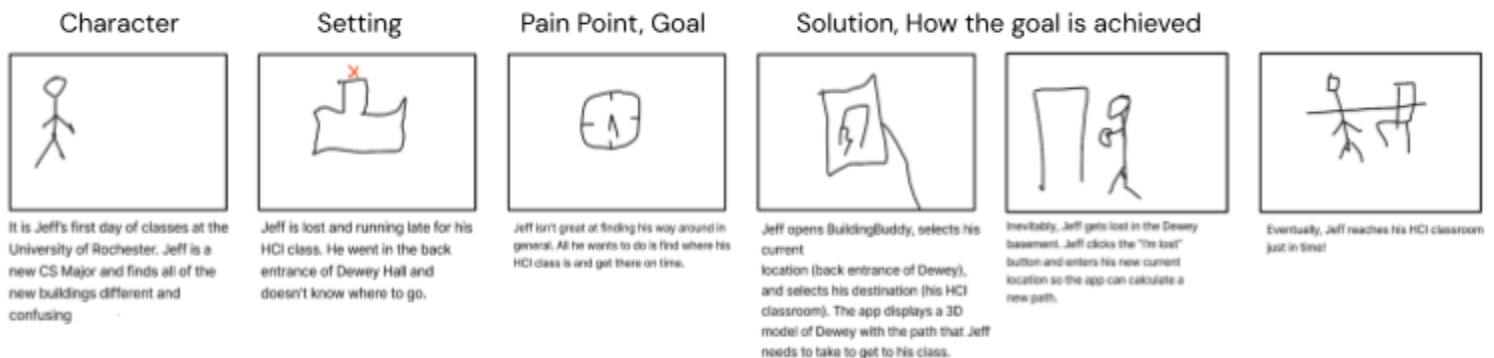 Character
Setting
Pain Point, Goal
Solution, How the goal is achieved
X
It is Jeff's first day of classes at the
University of Rochester. Jeff is a
new CS Major and finds all of the
new buildings different and
confusing
Jeff is lost and running late for his
HCI class. He went in the back
entrance of Dewey Hall and
doesn't know where to go.
Jeff isn't great at finding his way around in
general. All he wants to do is find where his
HCI class is and get there on time.
Jeff opens BuildingBuddy, selects his
current
location (back entrance of Dewey),
and selects his destination (his HCI
classroom). The app displays a 3D
model of Dewey with the path that Jeff
needs to take to get to his class.
Inevitably, Jeff gets lost in the Dewey
basement. Jeff clicks the "I'm lost"
button and enters his new current
location so the app can calculate a
new path.
Eventually, Jeff reaches his HCI classroom
just in time!